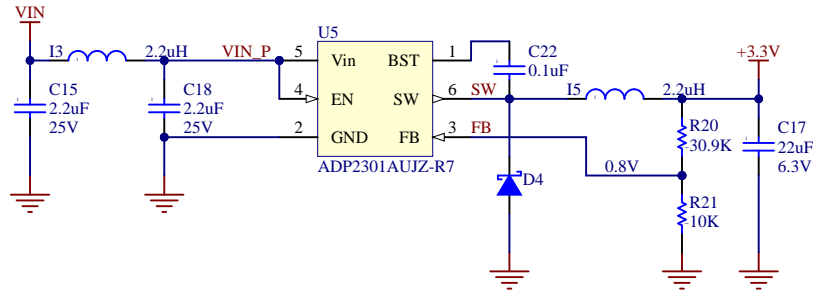 VIN
I3
2.2uH
VIN_P
C15
2.2uF
25V
C18
2.2uF
25V
U5
5
Vin
BST
1
4
EN
SW
6
2
GND
FB
3
ADP2301AUJZ-R7
C22
0.1uF
SW
FB
I5
2.2uH
+3.3V
D4
0.8V
R20
30.9K
R21
10K
C17
22uF
6.3V